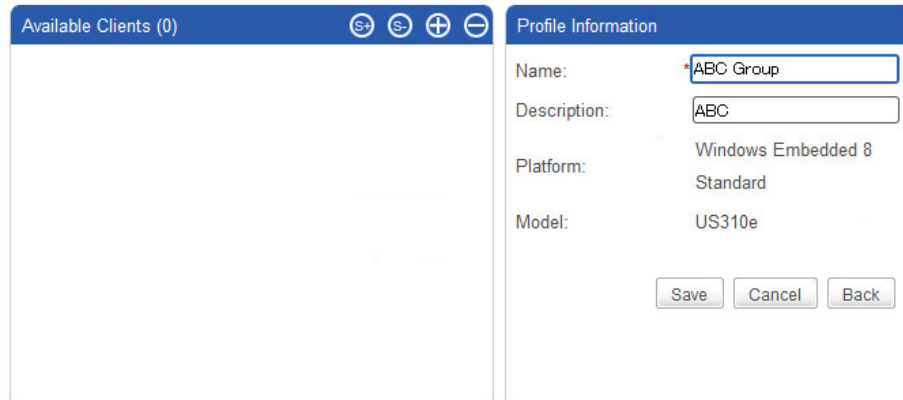 Available Clients (0)
S+ S-
Profile Information
Name: *ABC Group
Description: ABC
Platform: Windows Embedded 8
Standard
Model: US310e
Save Cancel Back